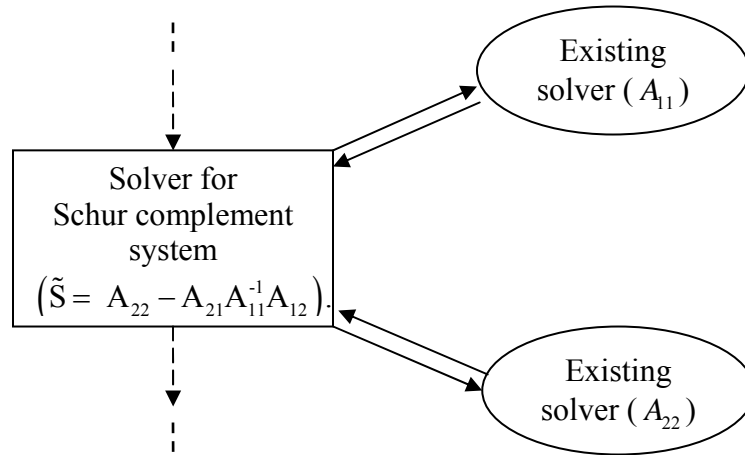 Existing
solver ( A₁₁ )
Solver for
Schur complement
system
(S̃ = A₂₂ − A₂₁A₁₁⁻¹A₁₂).
Existing
solver ( A₂₂ )